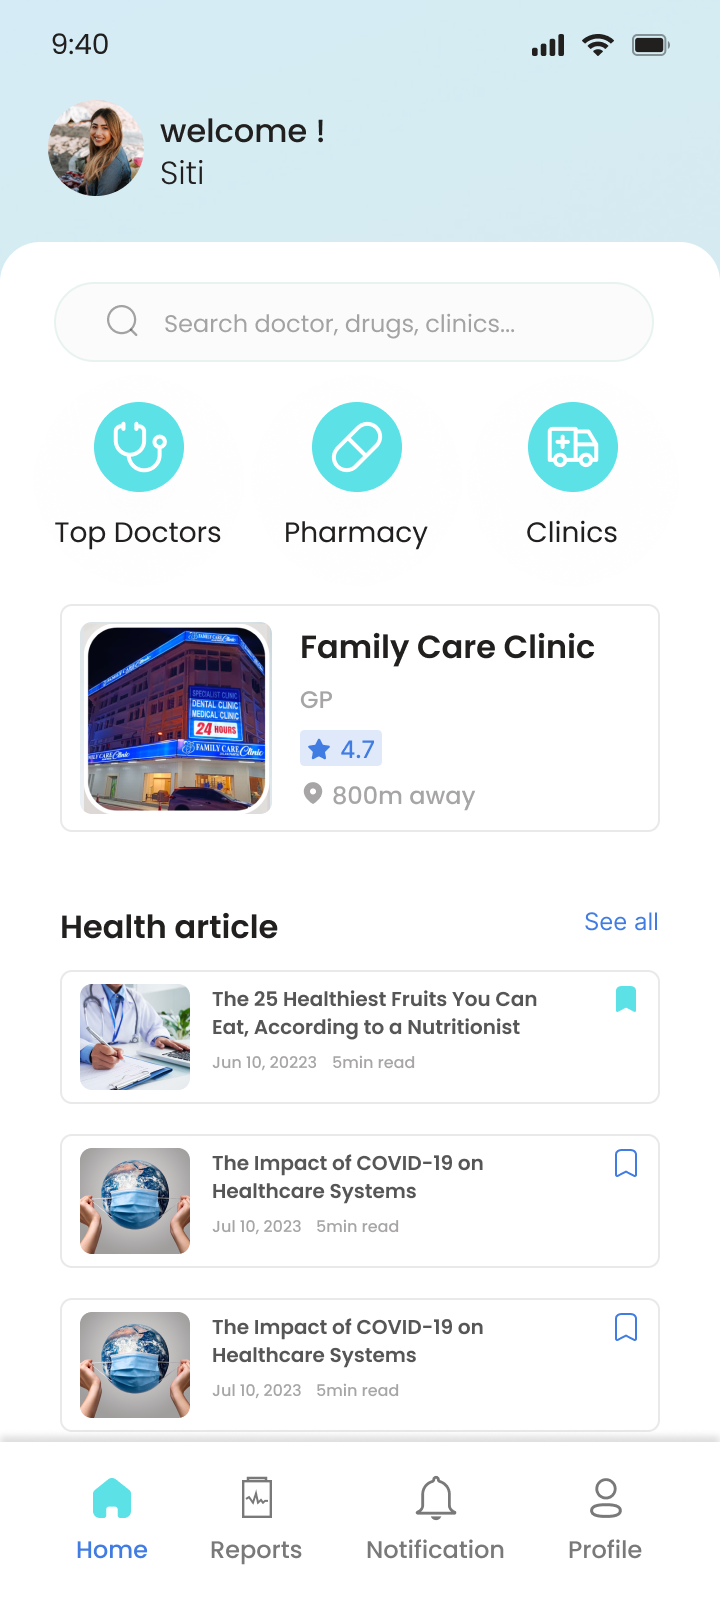 9:40
welcome !
Siti
Search doctor, drugs, clinics...
Top Doctors
Pharmacy
Clinics
FAMILY CARE Clinic
SPECIALIST CLINIC
DENTAL CLINIC
MEDICAL CLINIC
24 HOURS
FAMILY CARE Clinic
Family Care Clinic
GP
4.7
800m away
Health article
See all
The 25 Healthiest Fruits You Can
Eat, According to a Nutritionist
Jun 10, 20223 5min read
The Impact of COVID-19 on
Healthcare Systems
Jul 10, 2023 5min read
The Impact of COVID-19 on
Healthcare Systems
Jul 10, 2023 5min read
Home
Reports
Notification
Profile